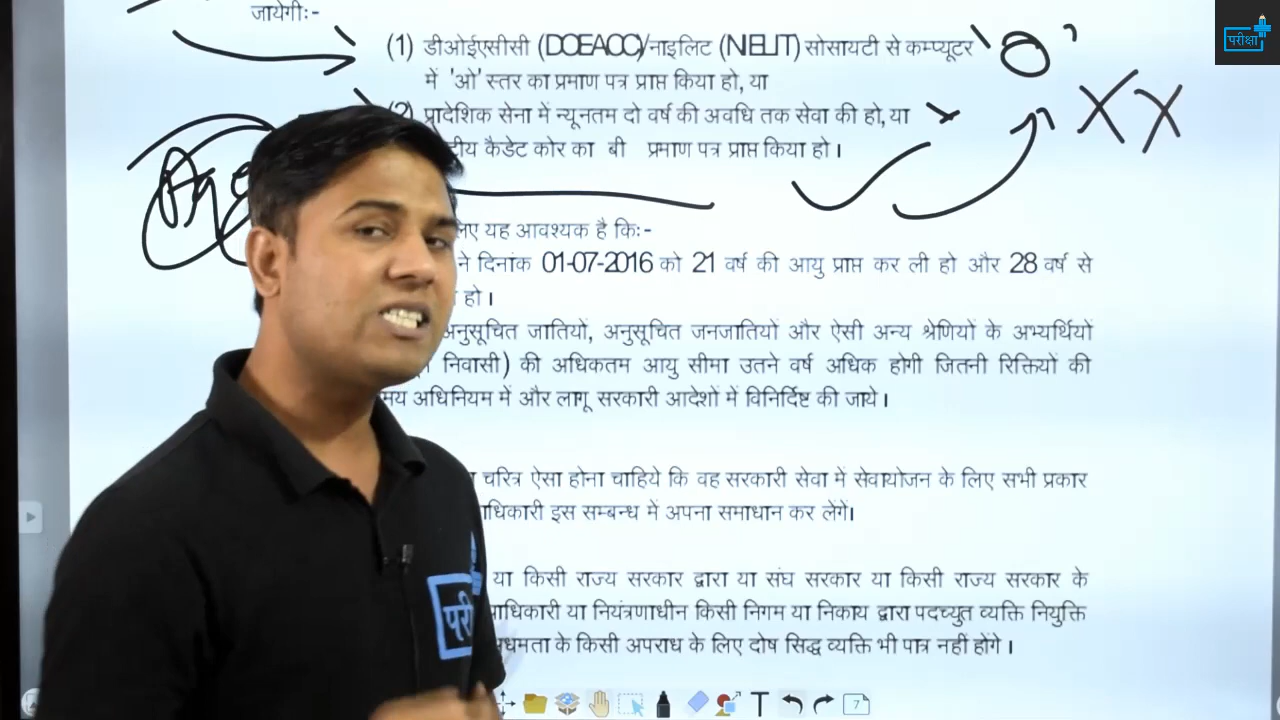 जायेगीः-
परीक्षा
(1) डीओईएसीसी (DOEACC)/नाइलिट (NIELIT) सोसायटी से कम्प्यूटर
'O'
में 'ओ' स्तर का प्रमाण पत्र प्राप्त किया हो, या
(2) प्रादेशिक सेना में न्यूनतम दो वर्ष की अवधि तक सेवा की हो, या
X X
कैडेट कोर का बी प्रमाण पत्र प्राप्त किया हो।
Age
यह आवश्यक है किः-
ने दिनांक 01-07-2016 को 21 वर्ष की आयु प्राप्त कर ली हो और 28 वर्ष से
हो।
अनुसूचित जातियों, अनुसूचित जनजातियों और ऐसी अन्य श्रेणियों के अभ्यर्थियों
निवासी) की अधिकतम आयु सीमा उतने वर्ष अधिक होगी जितनी रिक्तियों की
अधिनियम में और लागू सरकारी आदेशों में विनिर्दिष्ट की जाये।
चरित्र ऐसा होना चाहिये कि वह सरकारी सेवा में सेवायोजन के लिए सभी प्रकार
इस सम्बन्ध में अपना समाधान कर लेंगें।
या किसी राज्य सरकार द्वारा या संघ सरकार या किसी राज्य सरकार के
या नियंत्रणाधीन किसी निगम या निकाय द्वारा पदच्युत व्यक्ति नियुक्ति
के किसी अपराध के लिए दोष सिद्ध व्यक्ति भी पात्र नहीं होंगे।
परी
T
7